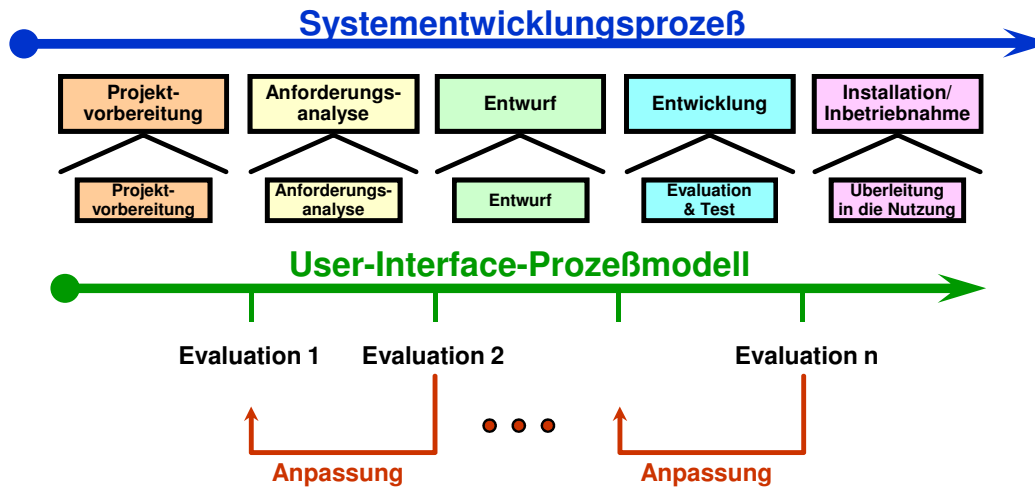 Systementwicklungsprozeß
Projekt-
vorbereitung
Anforderungs-
analyse
Entwurf
Entwicklung
Installation/
Inbetriebnahme
Projekt-
vorbereitung
Anforderungs-
analyse
Entwurf
Evaluation
& Test
Überleitung
in die Nutzung
User-Interface-Prozeßmodell
Evaluation 1
Evaluation 2
Evaluation n
Anpassung
Anpassung